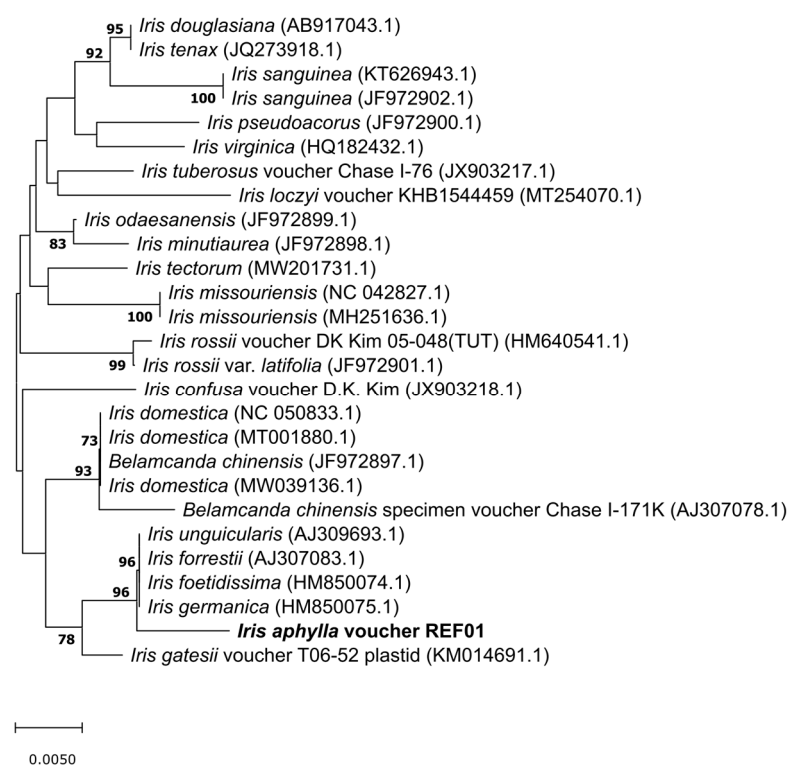 95
Iris douglasiana (AB917043.1)
Iris tenax (JQ273918.1)
92
Iris sanguinea (KT626943.1)
100
Iris sanguinea (JF972902.1)
Iris pseudoacorus (JF972900.1)
Iris virginica (HQ182432.1)
Iris tuberosus voucher Chase I-76 (JX903217.1)
Iris loczyi voucher KHB1544459 (MT254070.1)
Iris odaesanensis (JF972899.1)
83
Iris minutiaurea (JF972898.1)
Iris tectorum (MW201731.1)
Iris missouriensis (NC 042827.1)
100
Iris missouriensis (MH251636.1)
Iris rossii voucher DK Kim 05-048(TUT) (HM640541.1)
99
Iris rossii var. latifolia (JF972901.1)
Iris confusa voucher D.K. Kim (JX903218.1)
Iris domestica (NC 050833.1)
73
Iris domestica (MT001880.1)
Belamcanda chinensis (JF972897.1)
93
Iris domestica (MW039136.1)
Belamcanda chinensis specimen voucher Chase I-171K (AJ307078.1)
Iris unguicularis (AJ309693.1)
96
Iris forrestii (AJ307083.1)
Iris foetidissima (HM850074.1)
96
Iris germanica (HM850075.1)
Iris aphylla voucher REF01
78
Iris gatesii voucher T06-52 plastid (KM014691.1)
0.0050